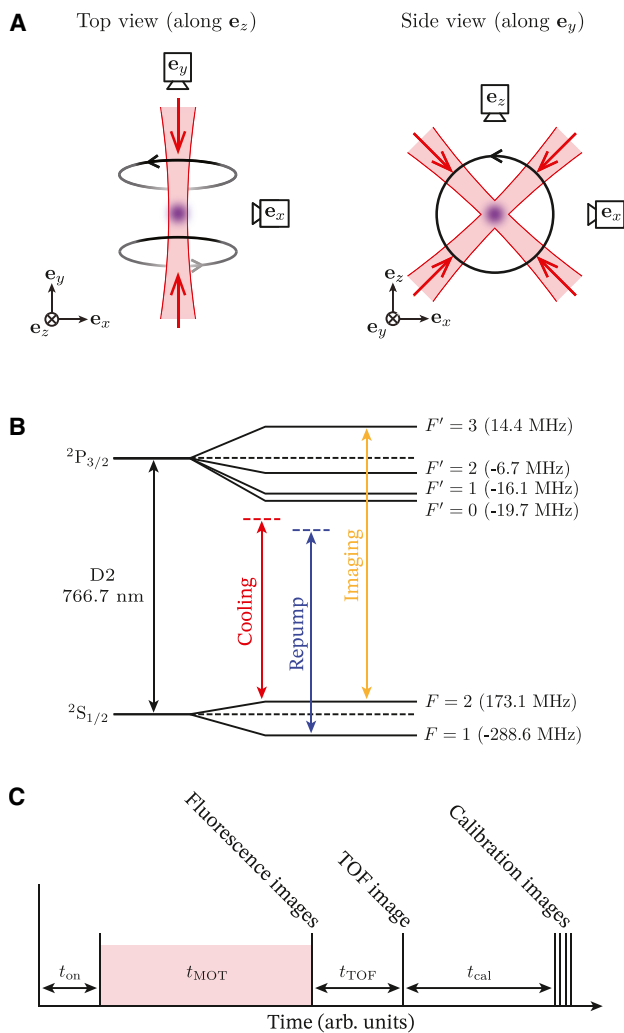 A
Top view (along e_z)
Side view (along e_y)
e_y
e_x
e_y
e_z
e_x
e_z
e_x
e_z
e_y
e_x
B
²P₃/₂
F′ = 3 (14.4 MHz)
F′ = 2 (-6.7 MHz)
F′ = 1 (-16.1 MHz)
F′ = 0 (-19.7 MHz)
D2
766.7 nm
Cooling
Repump
Imaging
²S₁/₂
F = 2 (173.1 MHz)
F = 1 (-288.6 MHz)
C
Fluorescence images
TOF image
Calibration images
t_on
t_MOT
t_TOF
t_cal
Time (arb. units)